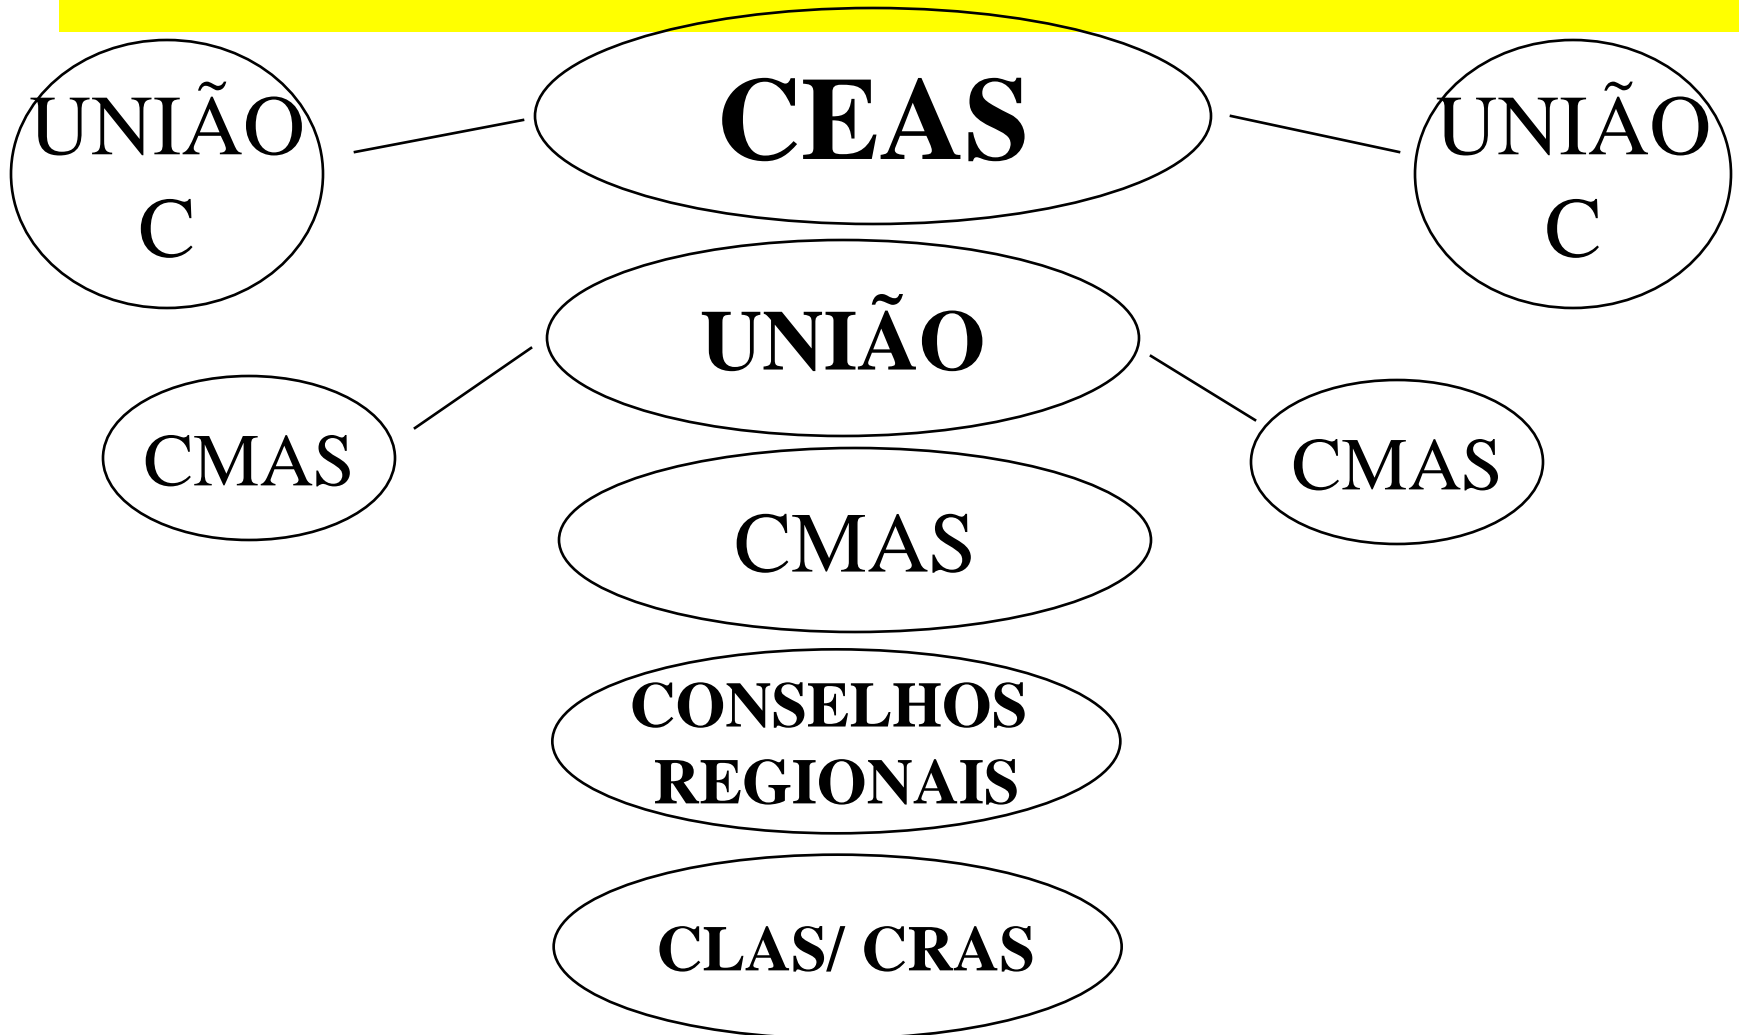 CEAS
UNIÃO
C
UNIÃO
C
UNIÃO
CMAS
CMAS
CMAS
CONSELHOS
REGIONAIS
CLAS/ CRAS